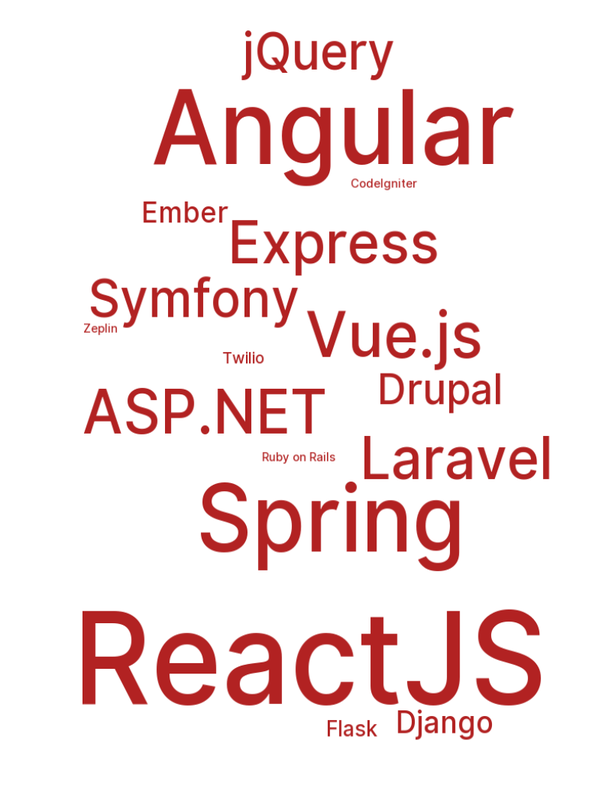 jQuery
Angular
CodeIgniter
Ember
Express
Symfony
Zeplin
Vue.js
Twilio
Drupal
ASP.NET
Laravel
Ruby on Rails
Spring
ReactJS
Flask
Django